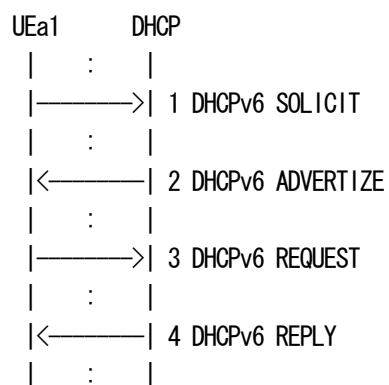 UEa1 DHCP
| : |
|-------->| 1 DHCPv6 SOLICIT
| : |
|<--------| 2 DHCPv6 ADVERTIZE
| : |
|-------->| 3 DHCPv6 REQUEST
| : |
|<--------| 4 DHCPv6 REPLY
| : |